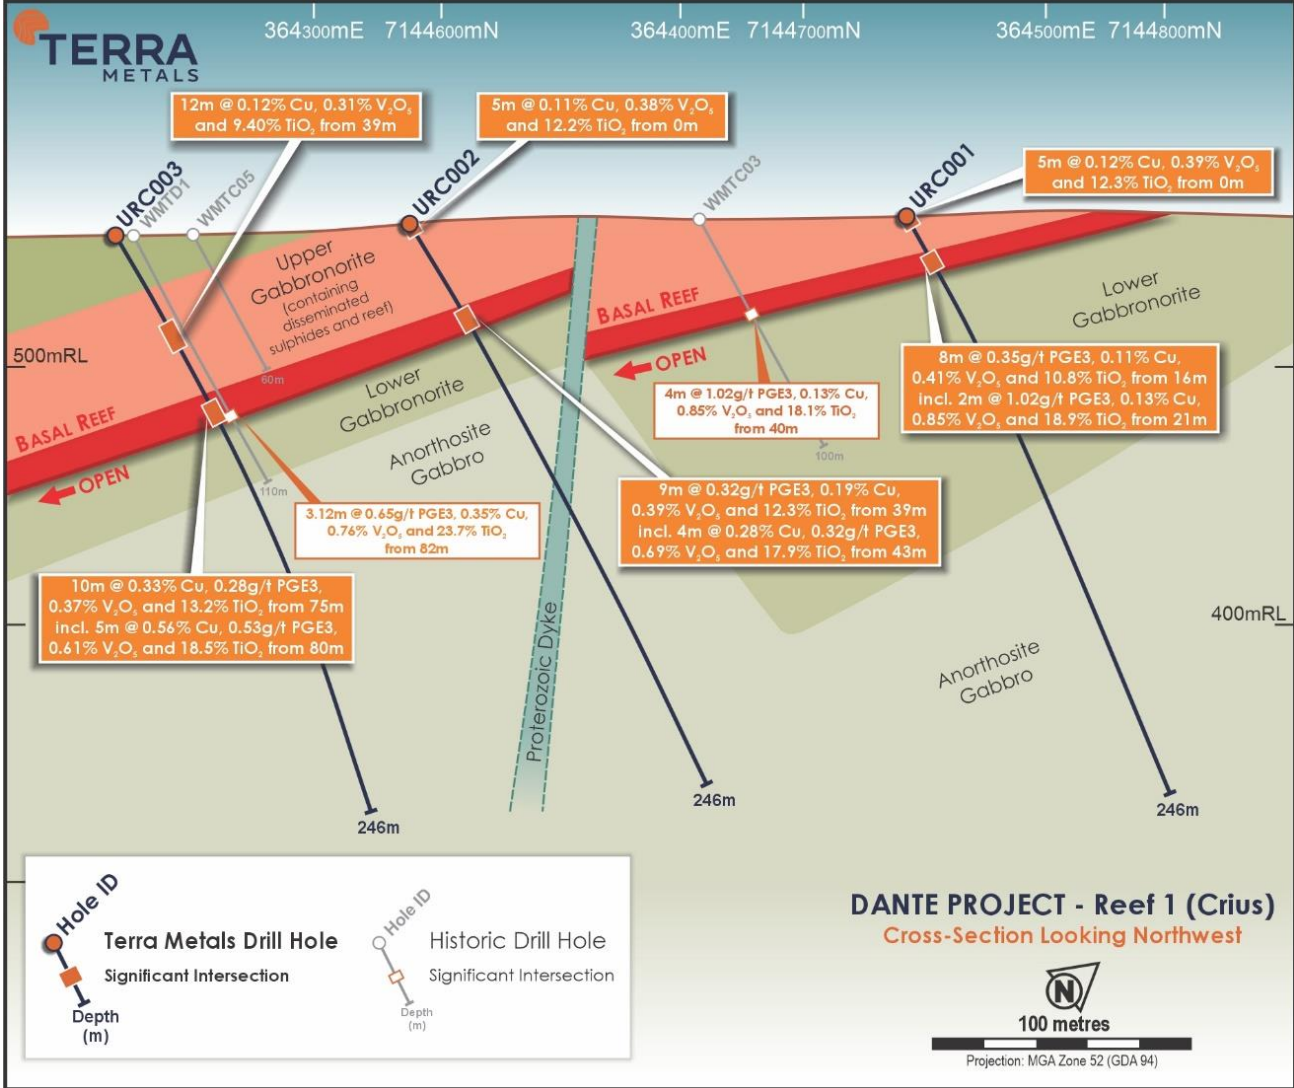 TERRA
METALS
364300mE 7144600mN
364400mE 7144700mN
364500mE 7144800mN
12m @ 0.12% Cu, 0.31% V₂O₅
and 9.40% TiO₂ from 39m
5m @ 0.11% Cu, 0.38% V₂O₅
and 12.2% TiO₂ from 0m
5m @ 0.12% Cu, 0.39% V₂O₅
and 12.3% TiO₂ from 0m
URC003
WMTD1
WMTC05
URC002
WMTC03
URC001
Upper
Gabbronorite
(containing
disseminated
sulphides and reef)
60m
500mRL
BASAL REEF
OPEN
110m
Lower
Gabbronorite
Anorthosite
Gabbro
BASAL REEF
OPEN
100m
Lower
Gabbronorite
4m @ 1.02g/t PGE3, 0.13% Cu,
0.85% V₂O₅ and 18.1% TiO₂
from 40m
8m @ 0.35g/t PGE3, 0.11% Cu,
0.41% V₂O₅ and 10.8% TiO₂ from 16m
incl. 2m @ 1.02g/t PGE3, 0.13% Cu,
0.85% V₂O₅ and 18.9% TiO₂ from 21m
3.12m @ 0.65g/t PGE3, 0.35% Cu,
0.76% V₂O₅ and 23.7% TiO₂
from 82m
9m @ 0.32g/t PGE3, 0.19% Cu,
0.39% V₂O₅ and 12.3% TiO₂ from 39m
incl. 4m @ 0.28% Cu, 0.32g/t PGE3,
0.69% V₂O₅ and 17.9% TiO₂ from 43m
10m @ 0.33% Cu, 0.28g/t PGE3,
0.37% V₂O₅ and 13.2% TiO₂ from 75m
incl. 5m @ 0.56% Cu, 0.53g/t PGE3,
0.61% V₂O₅ and 18.5% TiO₂ from 80m
400mRL
Proterozoic Dyke
Anorthosite
Gabbro
246m
246m
246m
Hole ID
Terra Metals Drill Hole
Significant Intersection
Depth
(m)
Hole ID
Historic Drill Hole
Significant Intersection
Depth
(m)
DANTE PROJECT - Reef 1 (Crius)
Cross-Section Looking Northwest
N
100 metres
Projection: MGA Zone 52 (GDA 94)